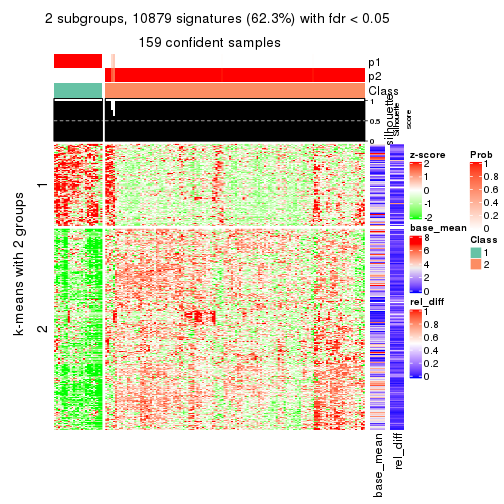 2 subgroups, 10879 signatures (62.3%) with fdr < 0.05
159 confident samples
p1
p2
Class
1
0.5
0
silhouette
Silhouette
score
k-means with 2 groups
1
2
base_mean
rel_diff
z-score
2
1
0
-1
-2
base_mean
8
6
4
2
0
rel_diff
1
0.8
0.6
0.4
0.2
0
Prob
1
0.8
0.6
0.4
0.2
0
Class
1
2